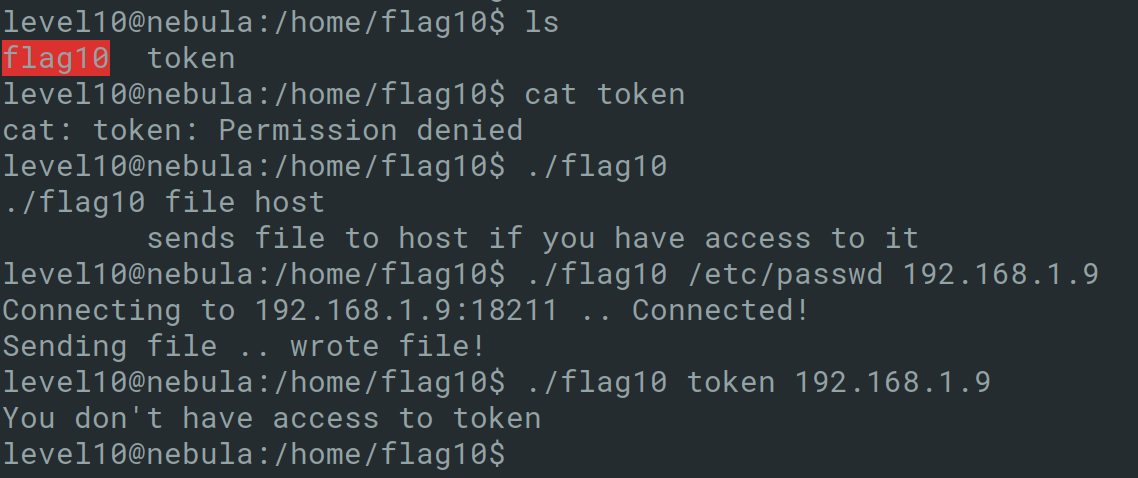 level10@nebula:/home/flag10$ ls
flag10  token
level10@nebula:/home/flag10$ cat token
cat: token: Permission denied
level10@nebula:/home/flag10$ ./flag10
./flag10 file host
        sends file to host if you have access to it
level10@nebula:/home/flag10$ ./flag10 /etc/passwd 192.168.1.9
Connecting to 192.168.1.9:18211 .. Connected!
Sending file .. wrote file!
level10@nebula:/home/flag10$ ./flag10 token 192.168.1.9
You don't have access to token
level10@nebula:/home/flag10$